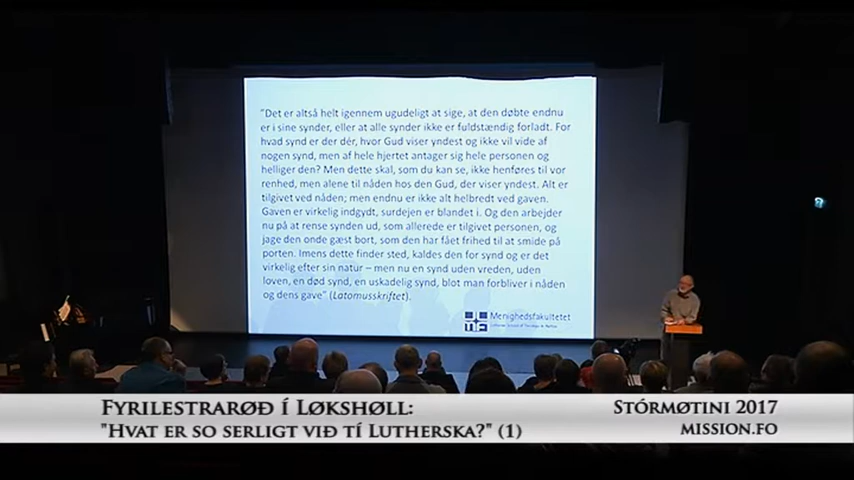 "Det er altså helt igennem ugudeligt at sige, at den døbte endnu
er i sine synder, eller at alle synder ikke er fuldstændig forladt. For
hvad synd er der dér, hvor Gud viser yndest og ikke vil vide af
nogen synd, men af hele hjertet antager sig hele personen og
helliger den? Men dette skal, som du kan se, ikke henføres til vor
renhed, men alene til nåden hos den Gud, der viser yndest. Alt er
tilgivet ved nåden; men endnu er ikke alt helbredt ved gaven.
Gaven er virkelig indgydt, surdejen er blandet i. Og den arbejder
nu på at rense synden ud, som allerede er tilgivet personen, og
jage den onde gæst bort, som den har fået frihed til at smide på
porten. Imens dette finder sted, kaldes den for synd og er det
virkelig efter sin natur – men nu en synd uden vreden, uden
loven, en død synd, en uskadelig synd, blot man forbliver i nåden
og dens gave" (Latomusskriftet).
Menighedsfakultetet
Fyrilestrarøð í Løkshøll:
"Hvat er so serligt við tí Lutherska?" (1)
Stórmøtini 2017
mission.fo